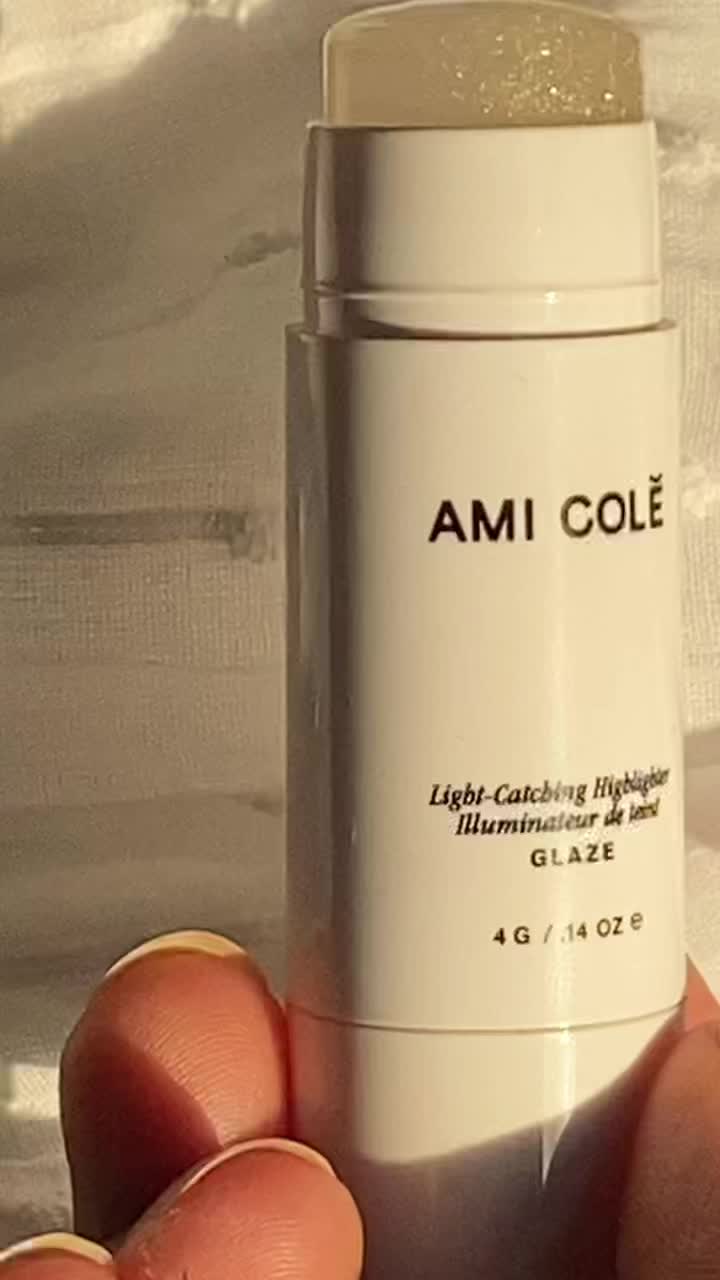 AMI COLĔ
Light-Catching Highlighter
Illuminateur de teint
GLAZE
4 G / .14 OZ e